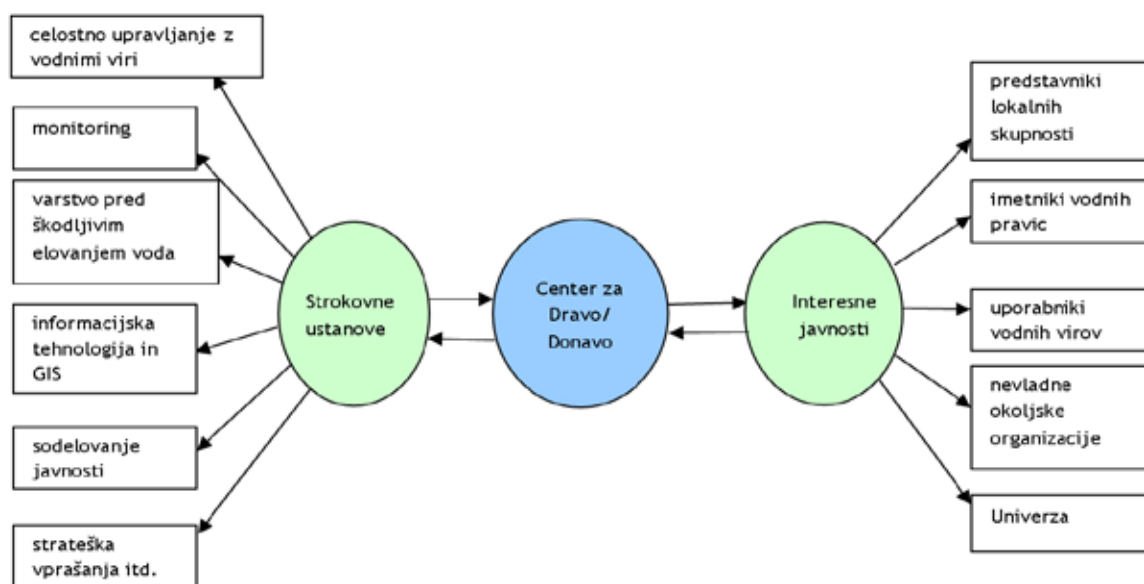 celostno upravljanje z
vodnimi viri
monitoring
varstvo pred
škodljivim
elovanjem voda
informacijska
tehnologija in
GIS
sodelovanje
javnosti
strateška
vprašanja itd.
Strokovne
ustanove
Center za
Dravo/
Donavo
Interesne
javnosti
predstavniki
lokalnih
skupnosti
imetniki vodnih
pravic
uporabniki
vodnih virov
nevladne
okoljske
organizacije
Univerza